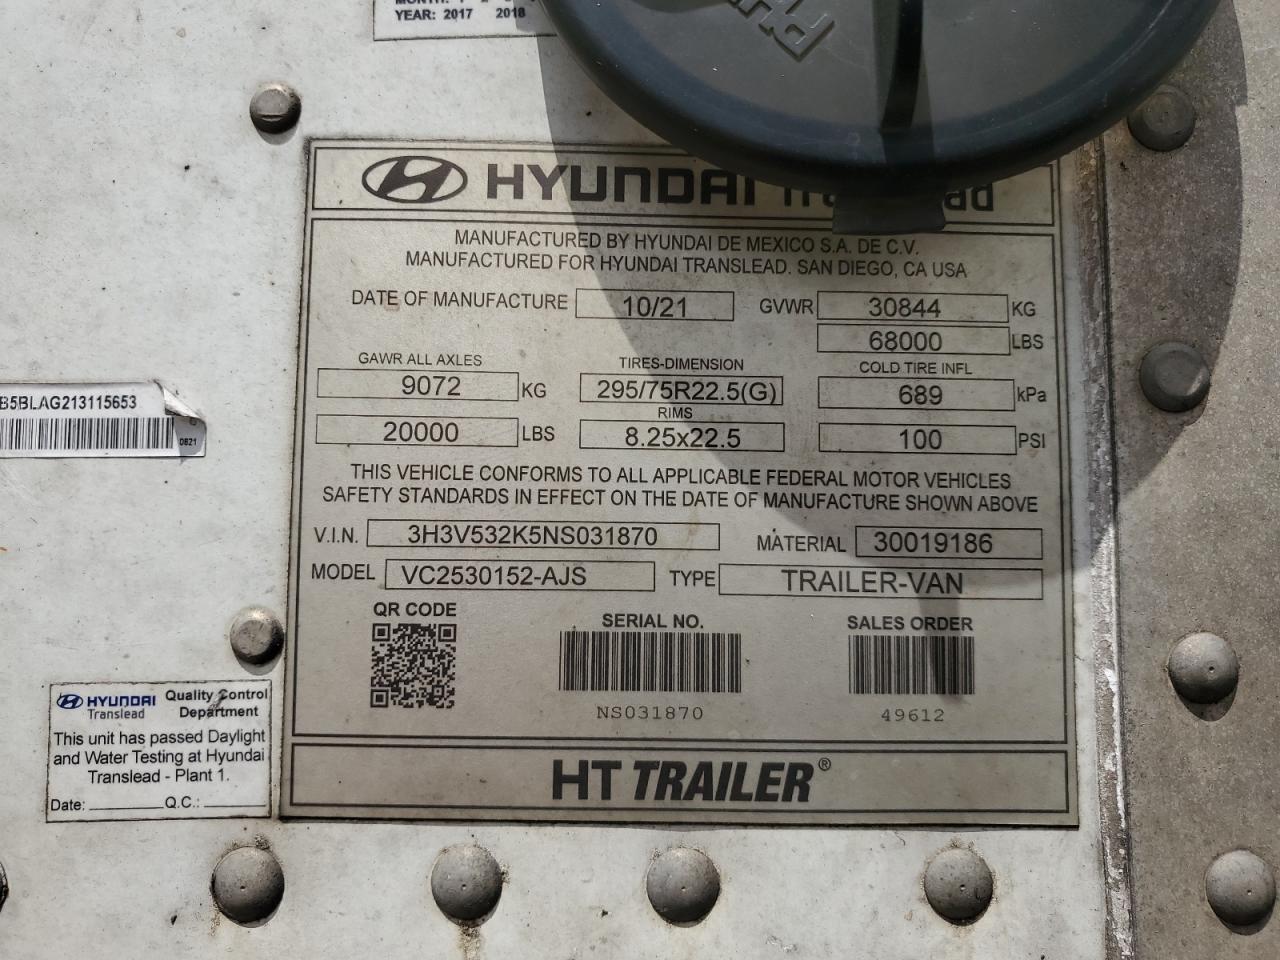 YEAR: 2017 2018
HYUNDAI
MANUFACTURED BY HYUNDAI DE MEXICO S.A. DE C.V.
MANUFACTURED FOR HYUNDAI TRANSLEAD. SAN DIEGO, CA USA
DATE OF MANUFACTURE 10/21 GVWR 30844 KG
68000 LBS
GAWR ALL AXLES TIRES-DIMENSION COLD TIRE INFL
9072 KG 295/75R22.5(G) 689 kPa
RIMS
20000 LBS 8.25x22.5 100 PSI
THIS VEHICLE CONFORMS TO ALL APPLICABLE FEDERAL MOTOR VEHICLES
SAFETY STANDARDS IN EFFECT ON THE DATE OF MANUFACTURE SHOWN ABOVE
V.I.N. 3H3V532K5NS031870 MATERIAL 30019186
MODEL VC2530152-AJS TYPE TRAILER-VAN
QR CODE SERIAL NO. SALES ORDER
NS031870 49612
HT TRAILER®
B5BLAG213115653
0821
HYUNDAI Translead Quality Control
Department
This unit has passed Daylight
and Water Testing at Hyundai
Translead - Plant 1.
Date: Q.C.: